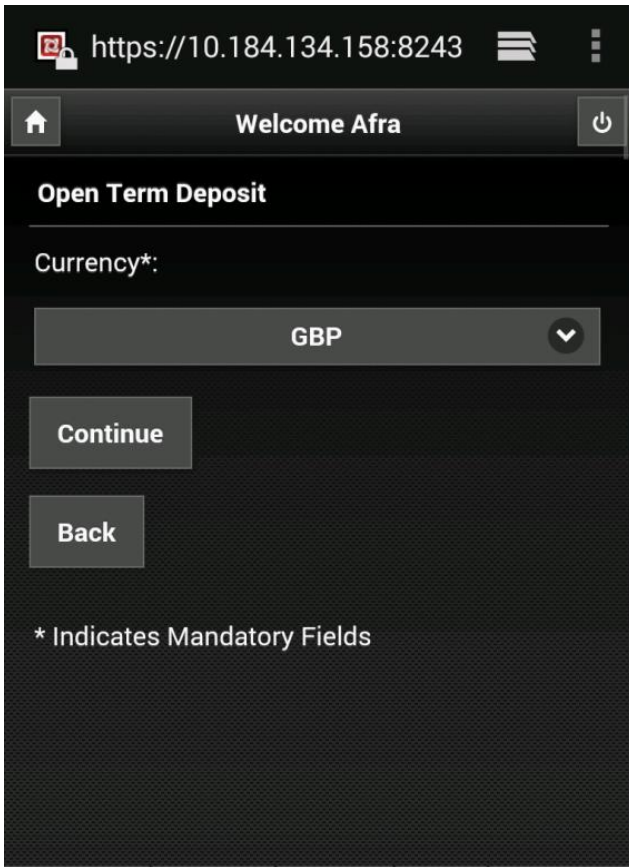 https://10.184.134.158:8243
Welcome Afra
Open Term Deposit
Currency*:
GBP
Continue
Back
* Indicates Mandatory Fields